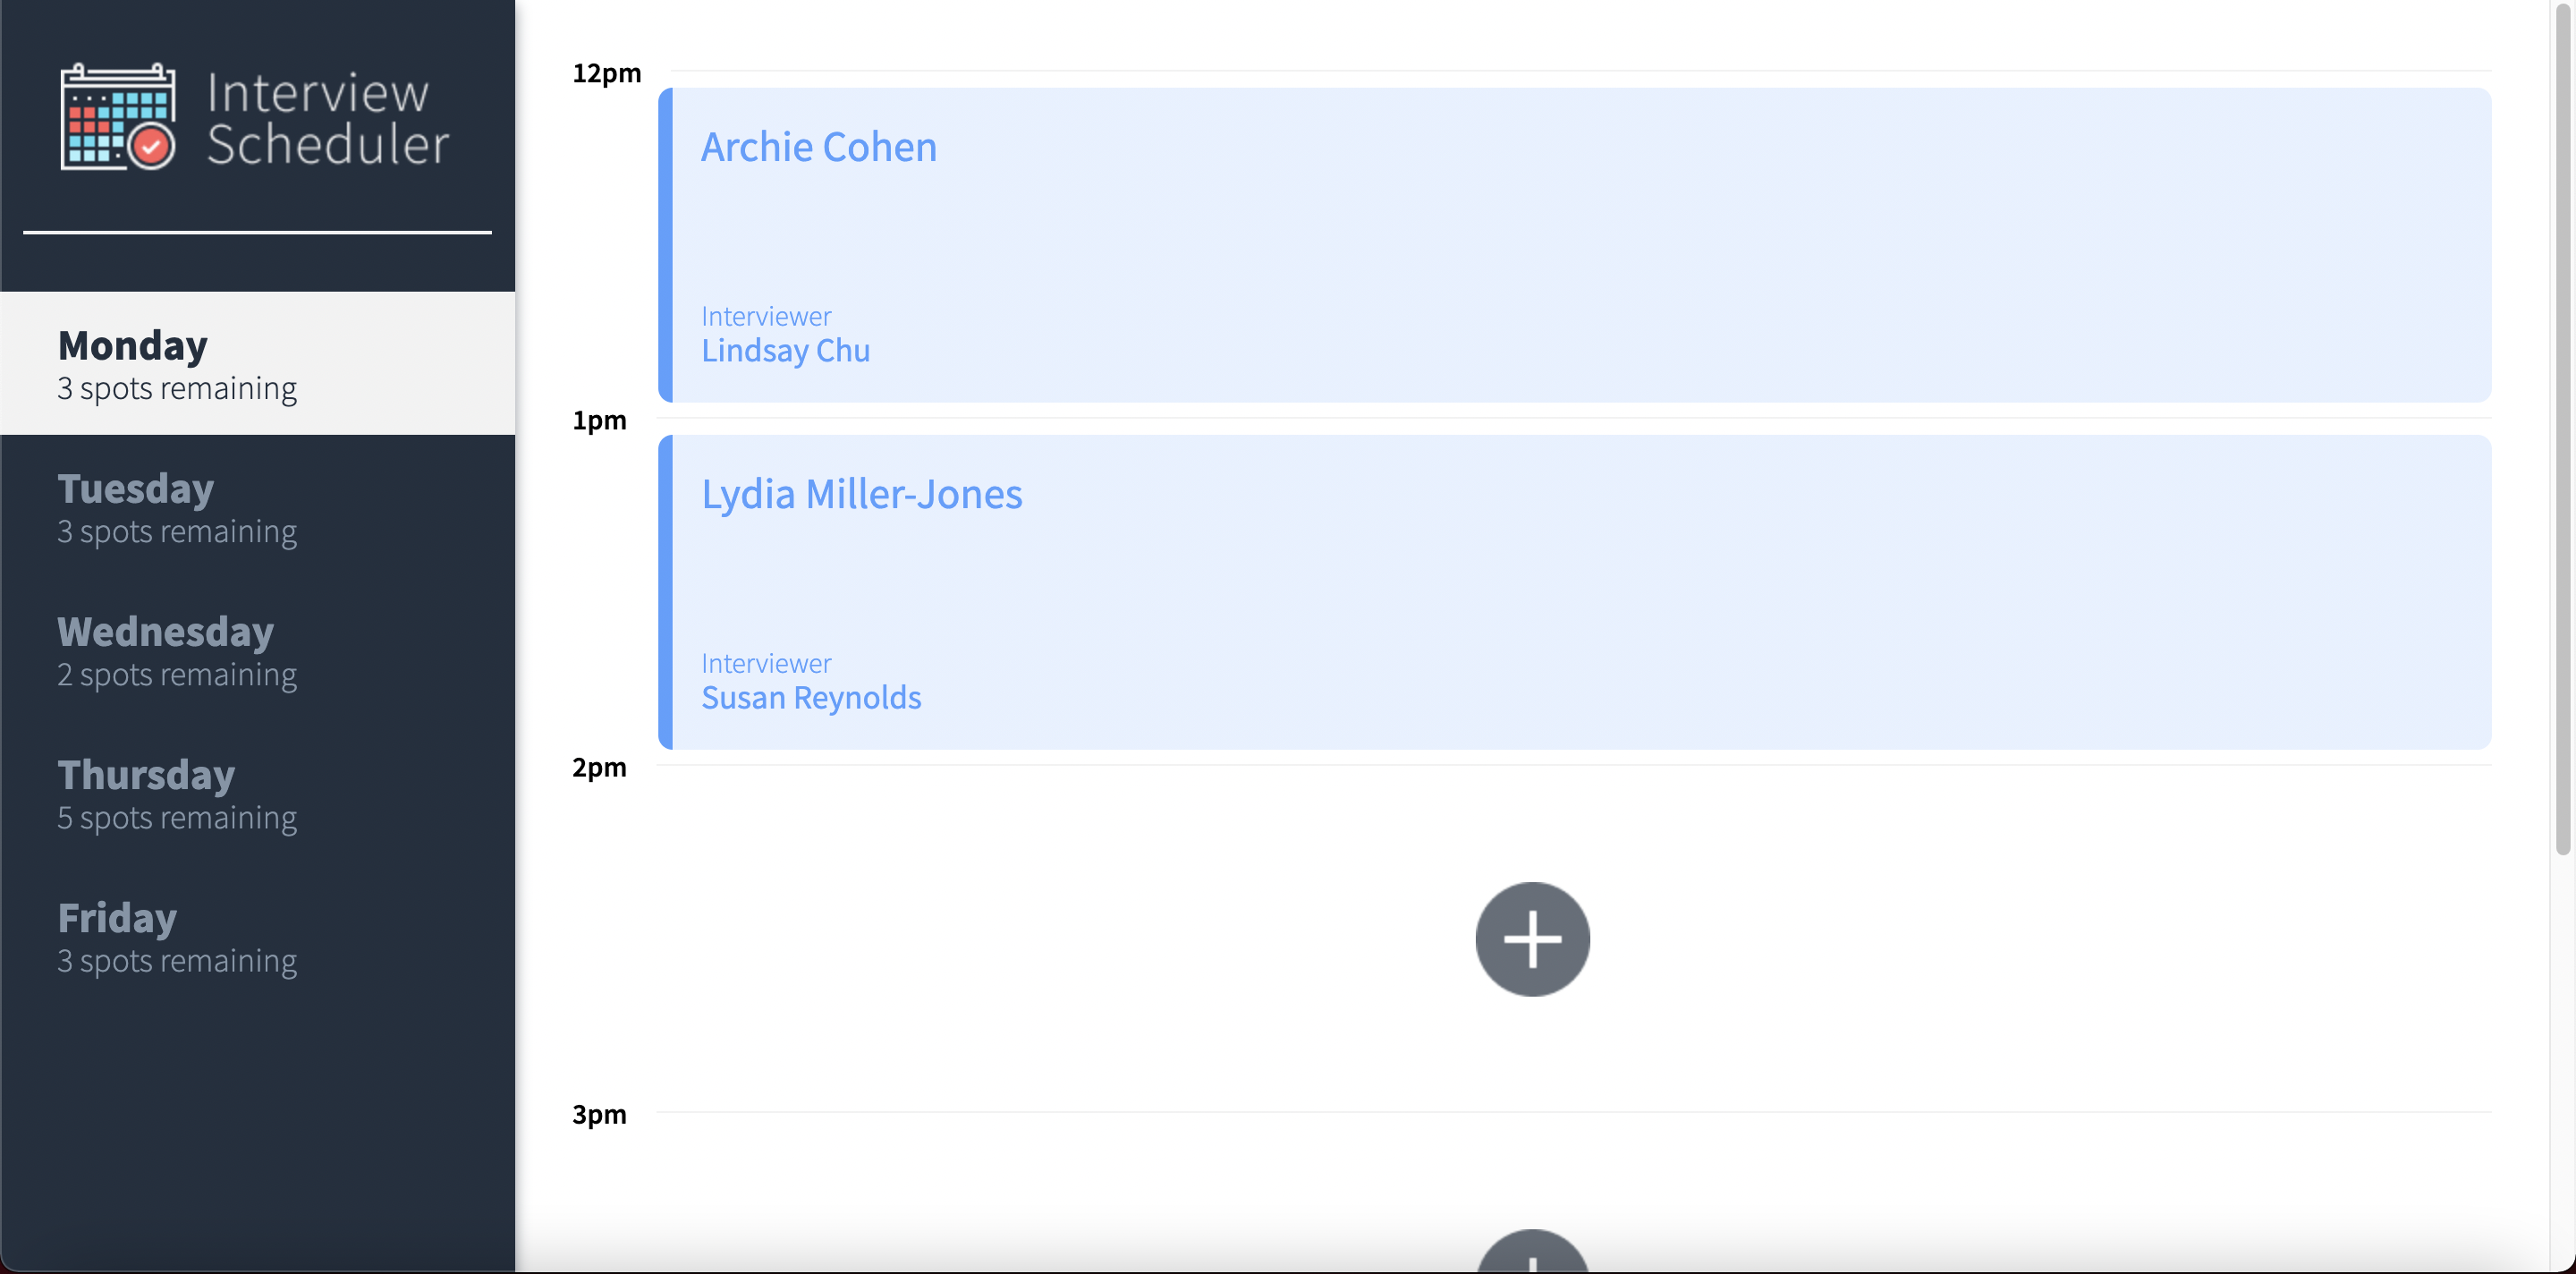 Interview
Scheduler
Monday
3 spots remaining
Tuesday
3 spots remaining
Wednesday
2 spots remaining
Thursday
5 spots remaining
Friday
3 spots remaining
12pm
Archie Cohen
Interviewer
Lindsay Chu
1pm
Lydia Miller-Jones
Interviewer
Susan Reynolds
2pm
3pm